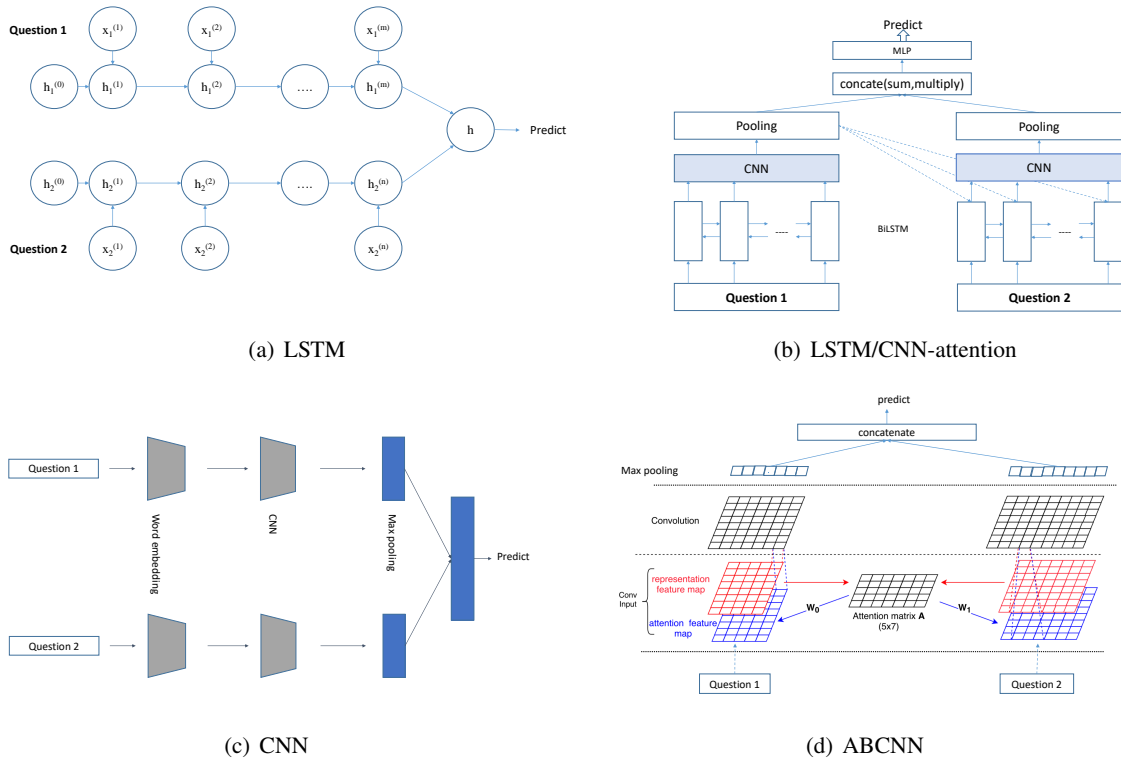 Question 1
x₁⁽¹⁾ x₁⁽²⁾ x₁⁽ᵐ⁾
h₁⁽⁰⁾ h₁⁽¹⁾ h₁⁽²⁾ .... h₁⁽ᵐ⁾
h Predict
h₂⁽⁰⁾ h₂⁽¹⁾ h₂⁽²⁾ .... h₂⁽ⁿ⁾
Question 2
x₂⁽¹⁾ x₂⁽²⁾ x₂⁽ⁿ⁾
(a) LSTM
Predict
MLP
concate(sum,multiply)
Pooling Pooling
CNN CNN
---- BiLSTM ----
Question 1 Question 2
(b) LSTM/CNN-attention
Question 1
Word embedding
CNN
Max pooling
Predict
Question 2
(c) CNN
predict
concatenate
Max pooling
Convolution
Conv
Input
representation
feature map
attention feature
map
W₀ W₁
Attention matrix A
(5x7)
Question 1 Question 2
(d) ABCNN